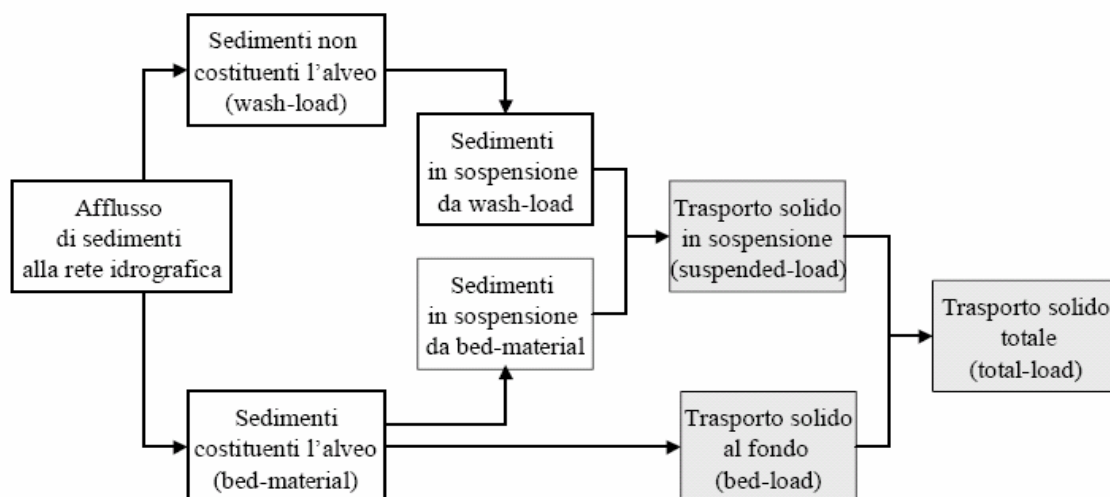 Sedimenti non
costituenti l'alveo
(wash-load)
Sedimenti
in sospensione
da wash-load
Afflusso
di sedimenti
alla rete idrografica
Trasporto solido
in sospensione
(suspended-load)
Sedimenti
in sospensione
da bed-material
Trasporto solido
totale
(total-load)
Sedimenti
costituenti l'alveo
(bed-material)
Trasporto solido
al fondo
(bed-load)